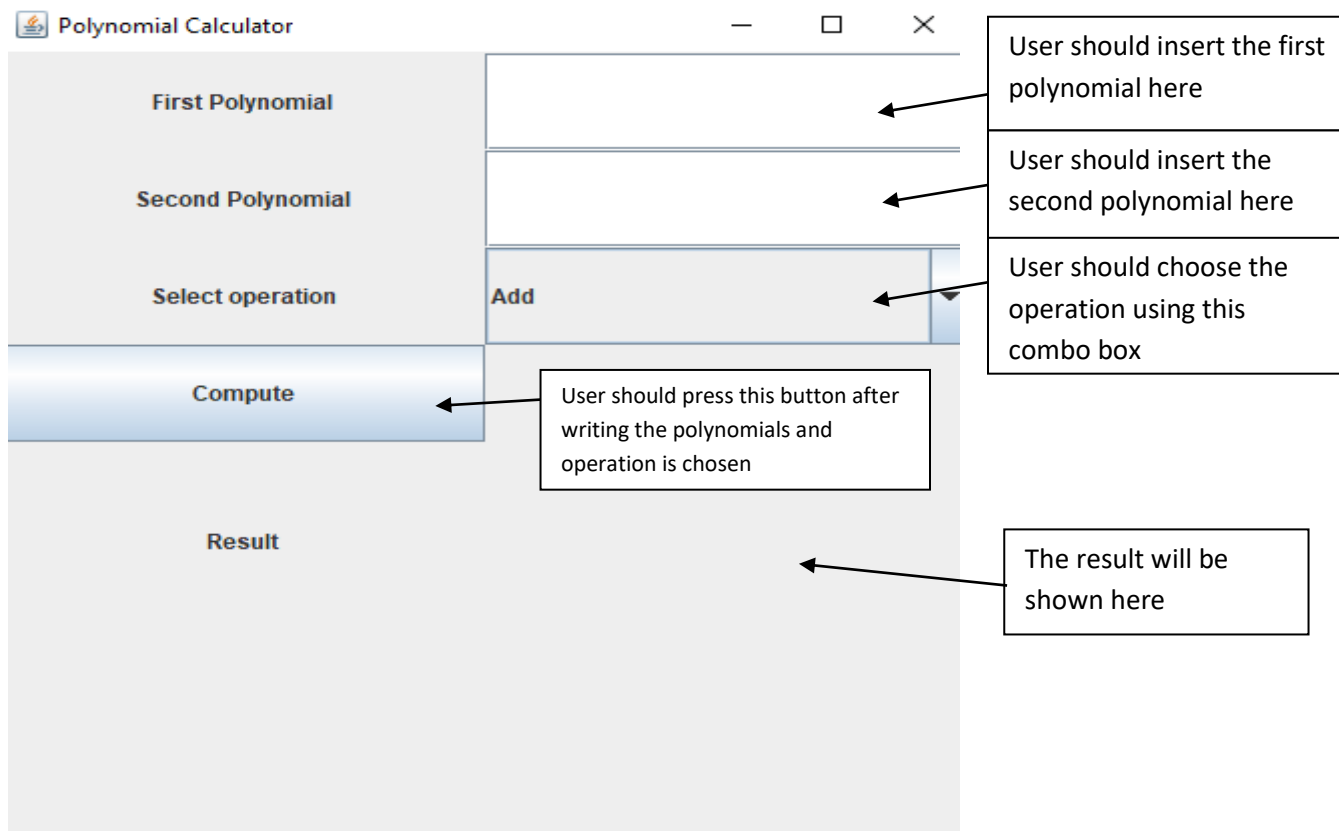 Polynomial Calculator
First Polynomial
User should insert the first
polynomial here
Second Polynomial
User should insert the
second polynomial here
Select operation
Add
User should choose the
operation using this
combo box
Compute
User should press this button after
writing the polynomials and
operation is chosen
Result
The result will be
shown here